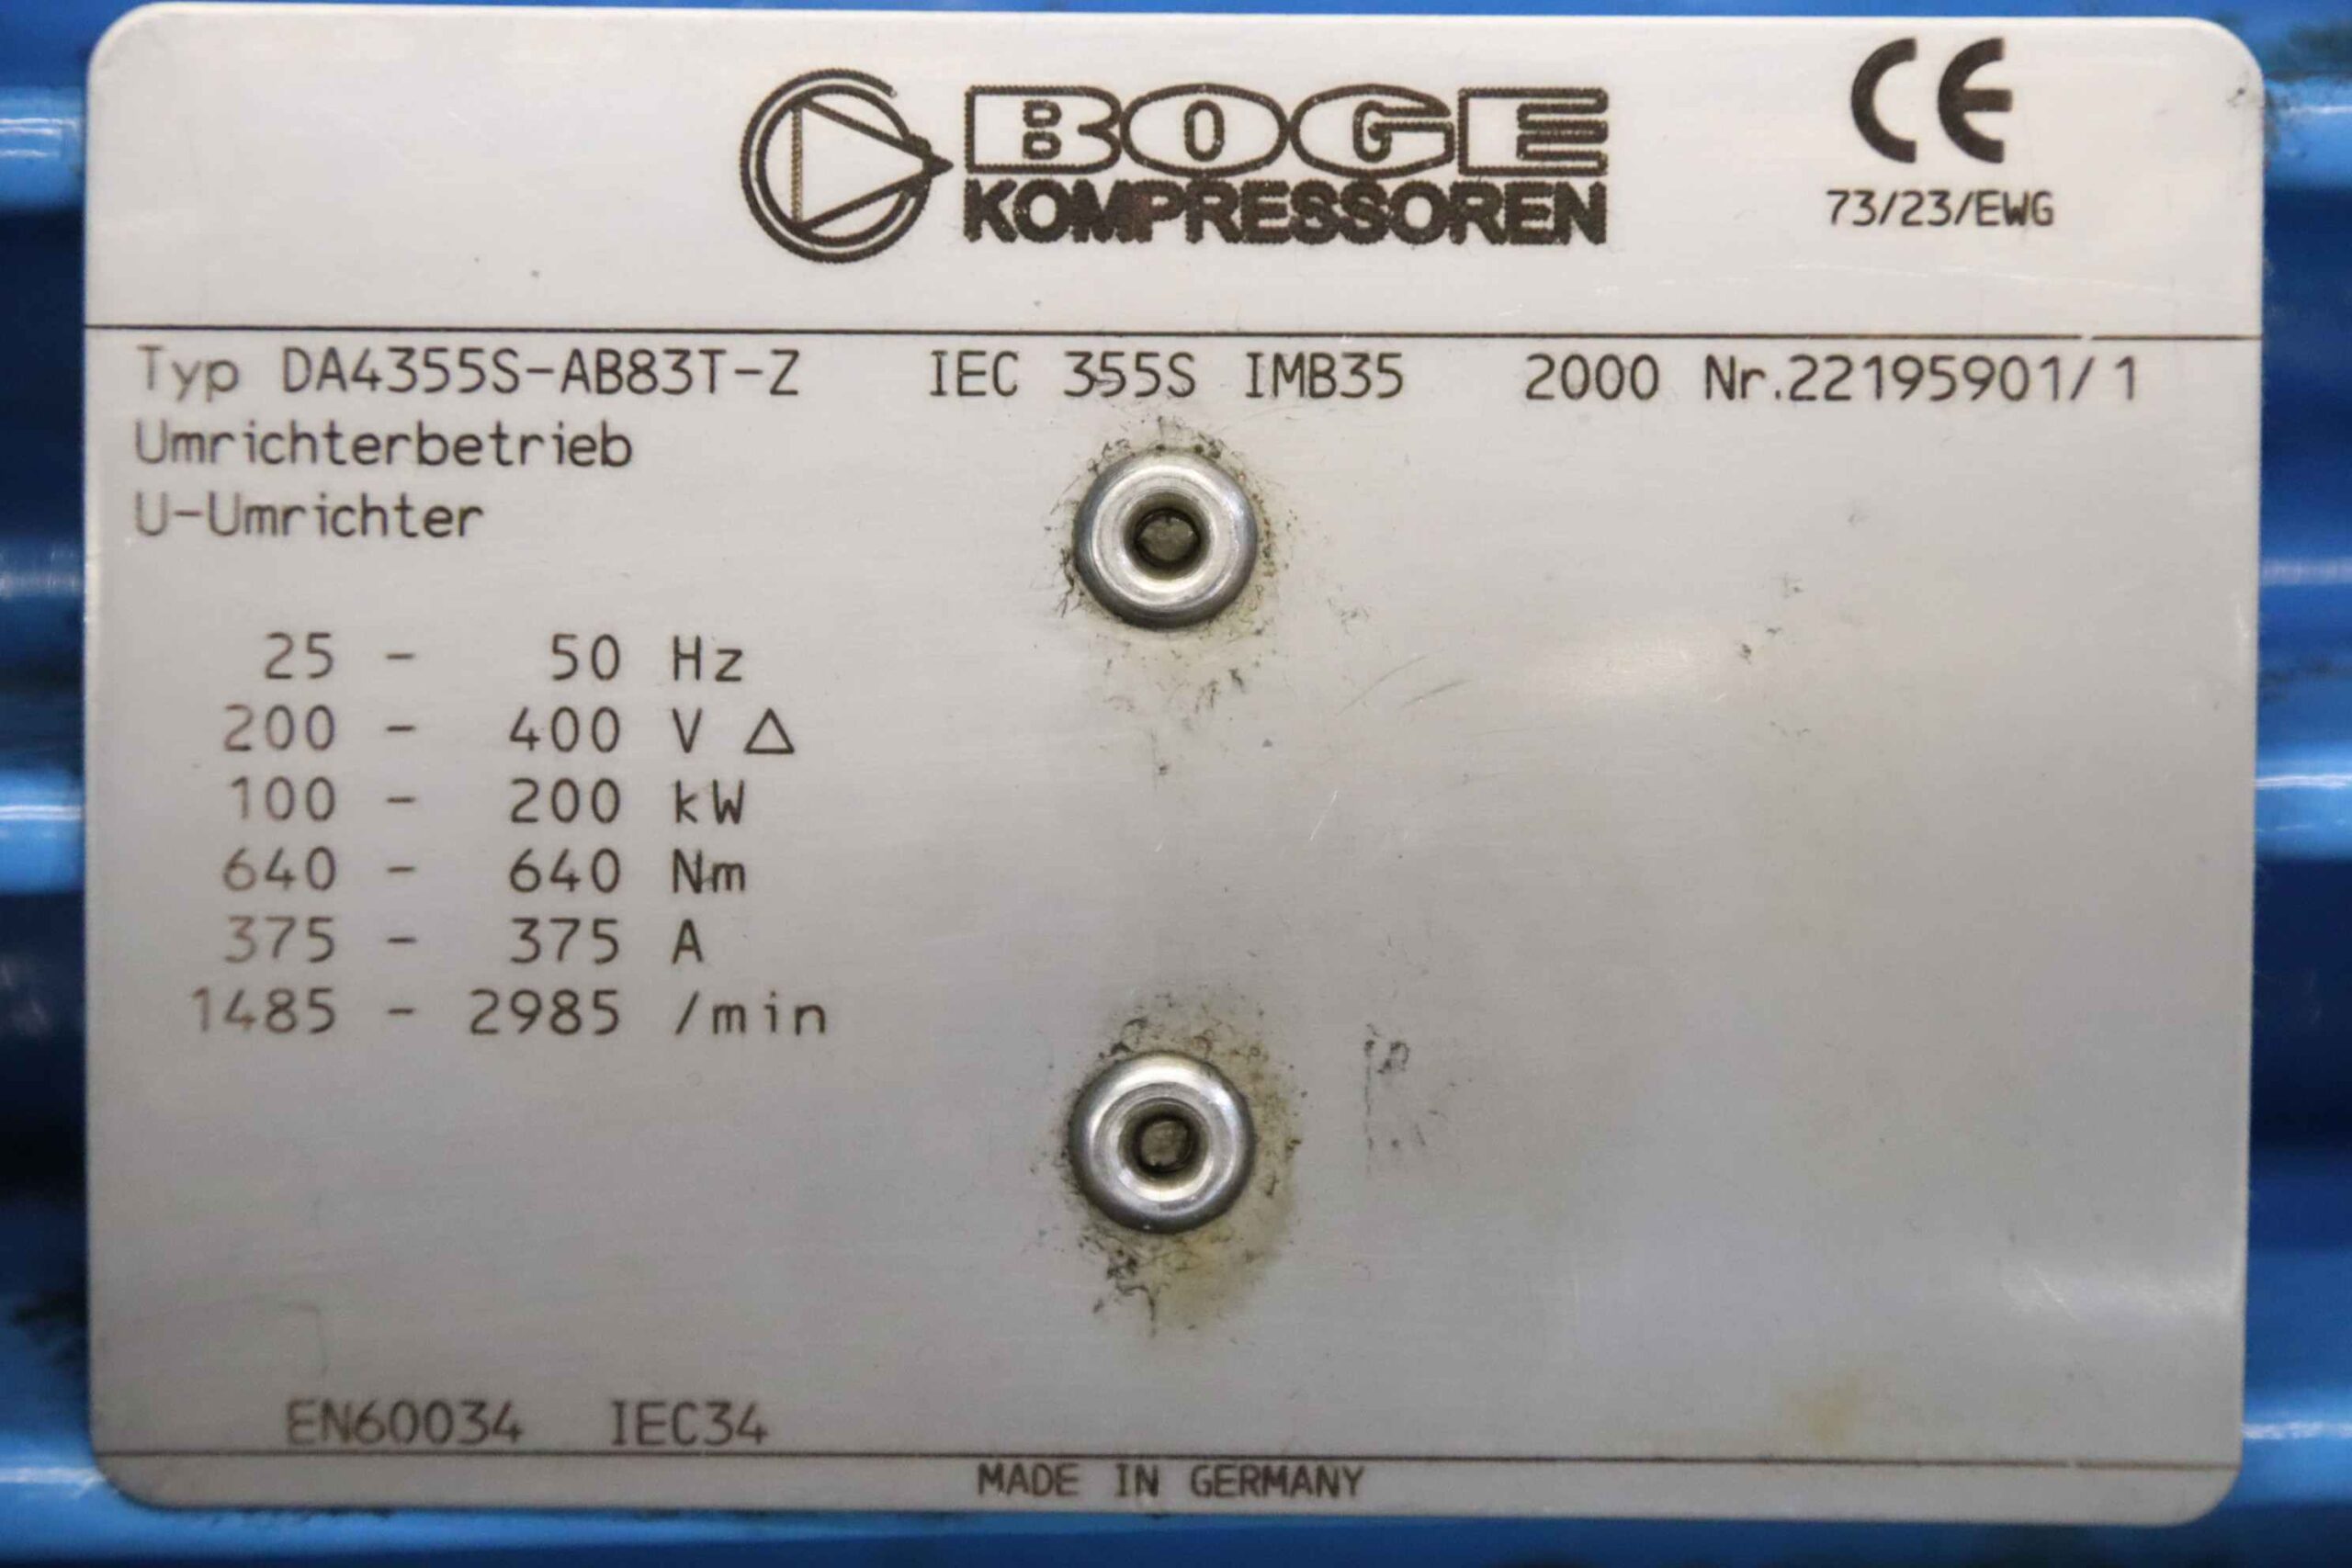 BOGE
KOMPRESSOREN
CE
73/23/EWG
Typ DA4355S-AB83T-Z IEC 355S IMB35 2000 Nr.22195901/1
Umrichterbetrieb
U-Umrichter
25 - 50 Hz
200 - 400 V △
100 - 200 kW
640 - 640 Nm
375 - 375 A
1485 - 2985 /min
EN60034 IEC34
MADE IN GERMANY